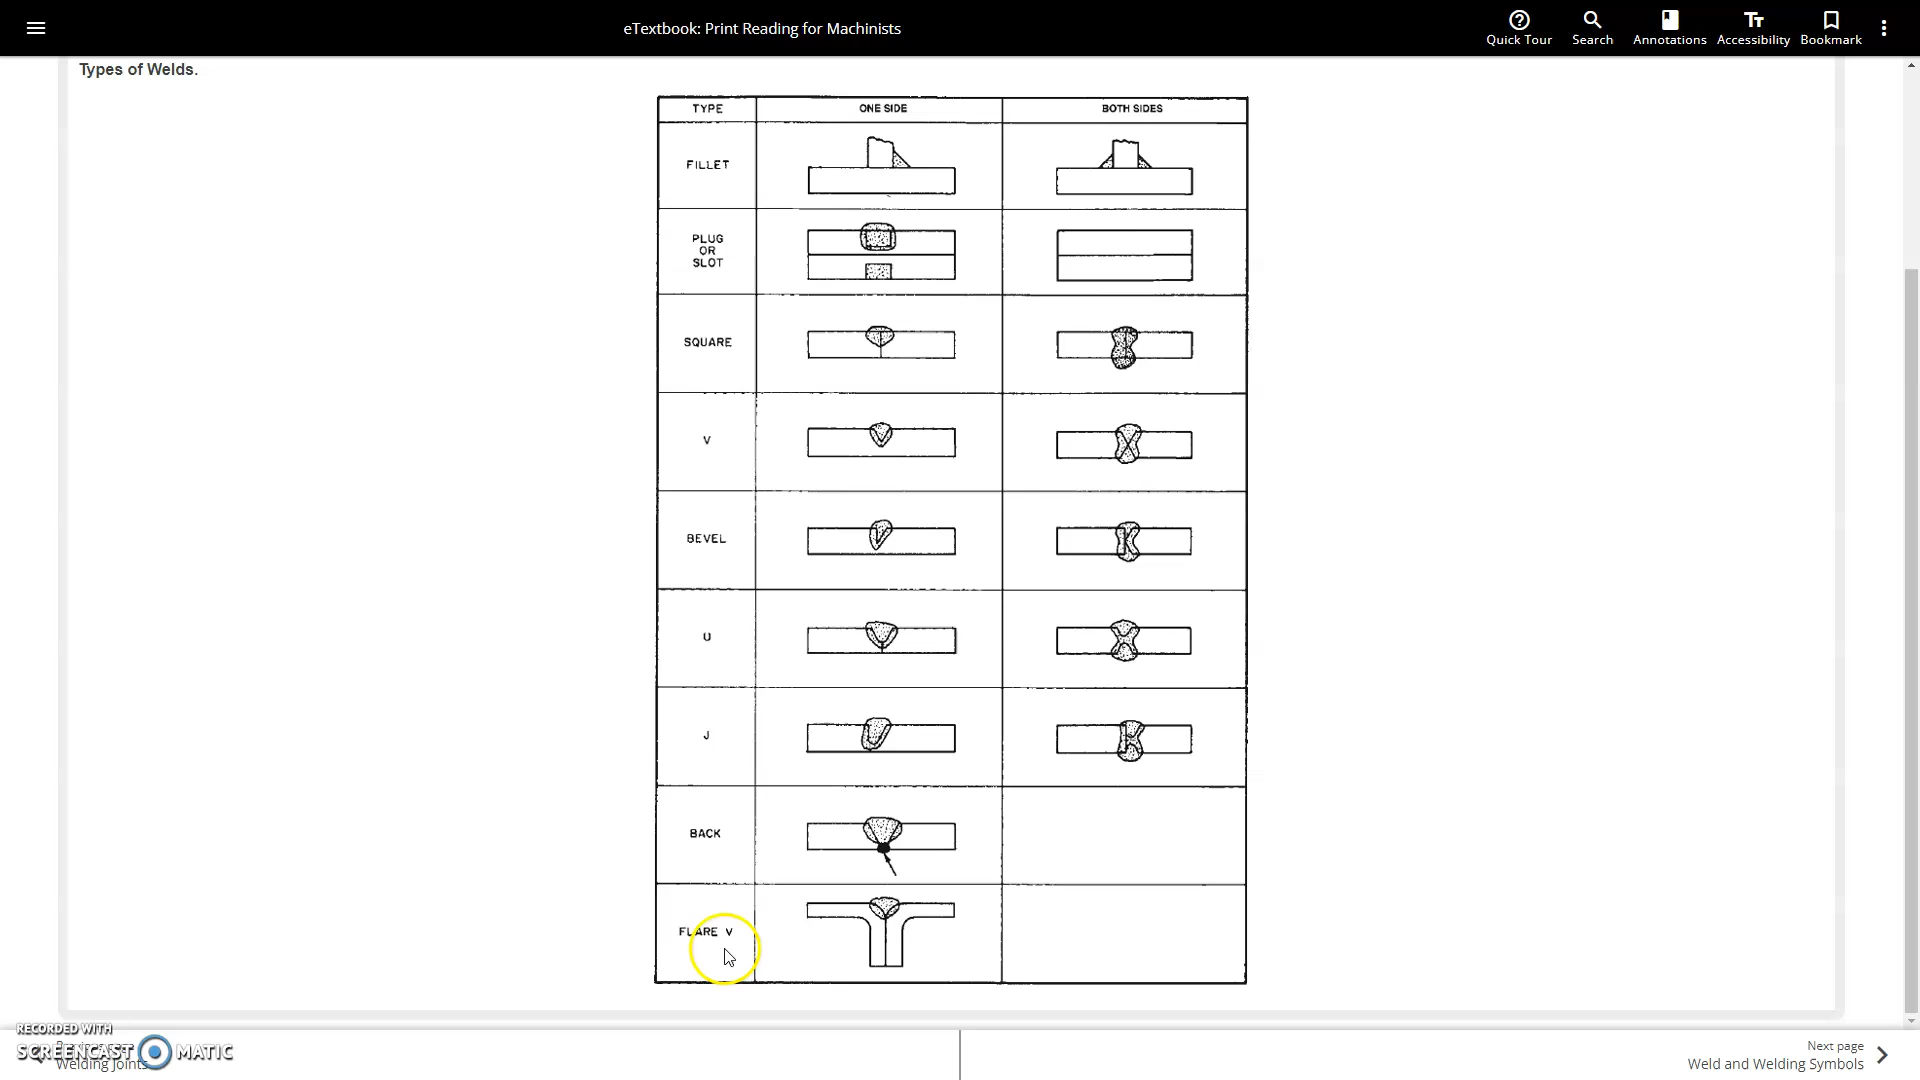 eTextbook: Print Reading for Machinists
Quick Tour
Search
Annotations
Accessibility
Bookmark
Types of Welds.
TYPE ONE SIDE BOTH SIDES
FILLET
PLUG
OR
SLOT
SQUARE
V
BEVEL
U
J
BACK
FLARE V
RECORDED WITH
SCREENCAST MATIC
Welding Joints
Next page
Weld and Welding Symbols